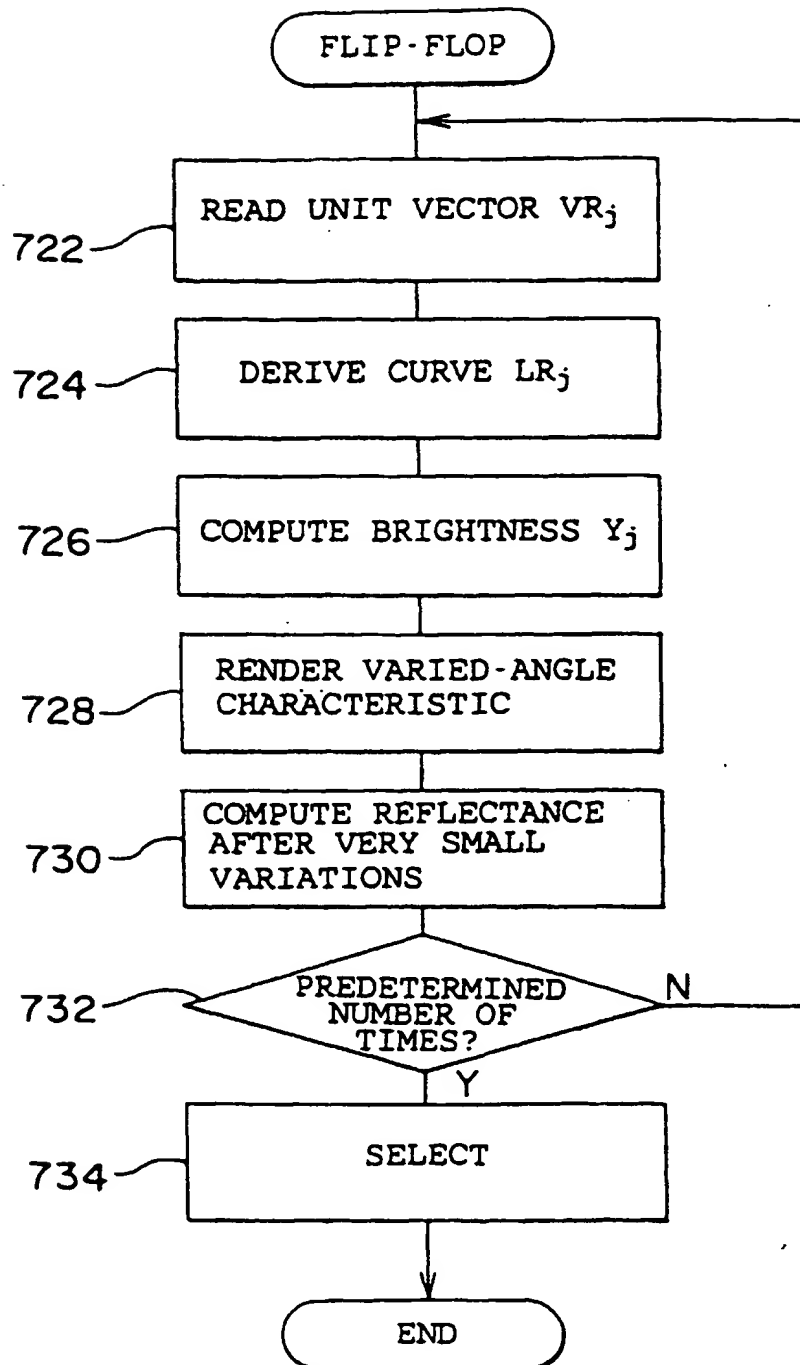 FLIP-FLOP
READ UNIT VECTOR VRj
722
DERIVE CURVE LRj
724
COMPUTE BRIGHTNESS Yj
726
RENDER VARIED-ANGLE
CHARACTERISTIC
728
COMPUTE REFLECTANCE
AFTER VERY SMALL
VARIATIONS
730
PREDETERMINED
NUMBER OF
TIMES?
N
732
Y
SELECT
734
END